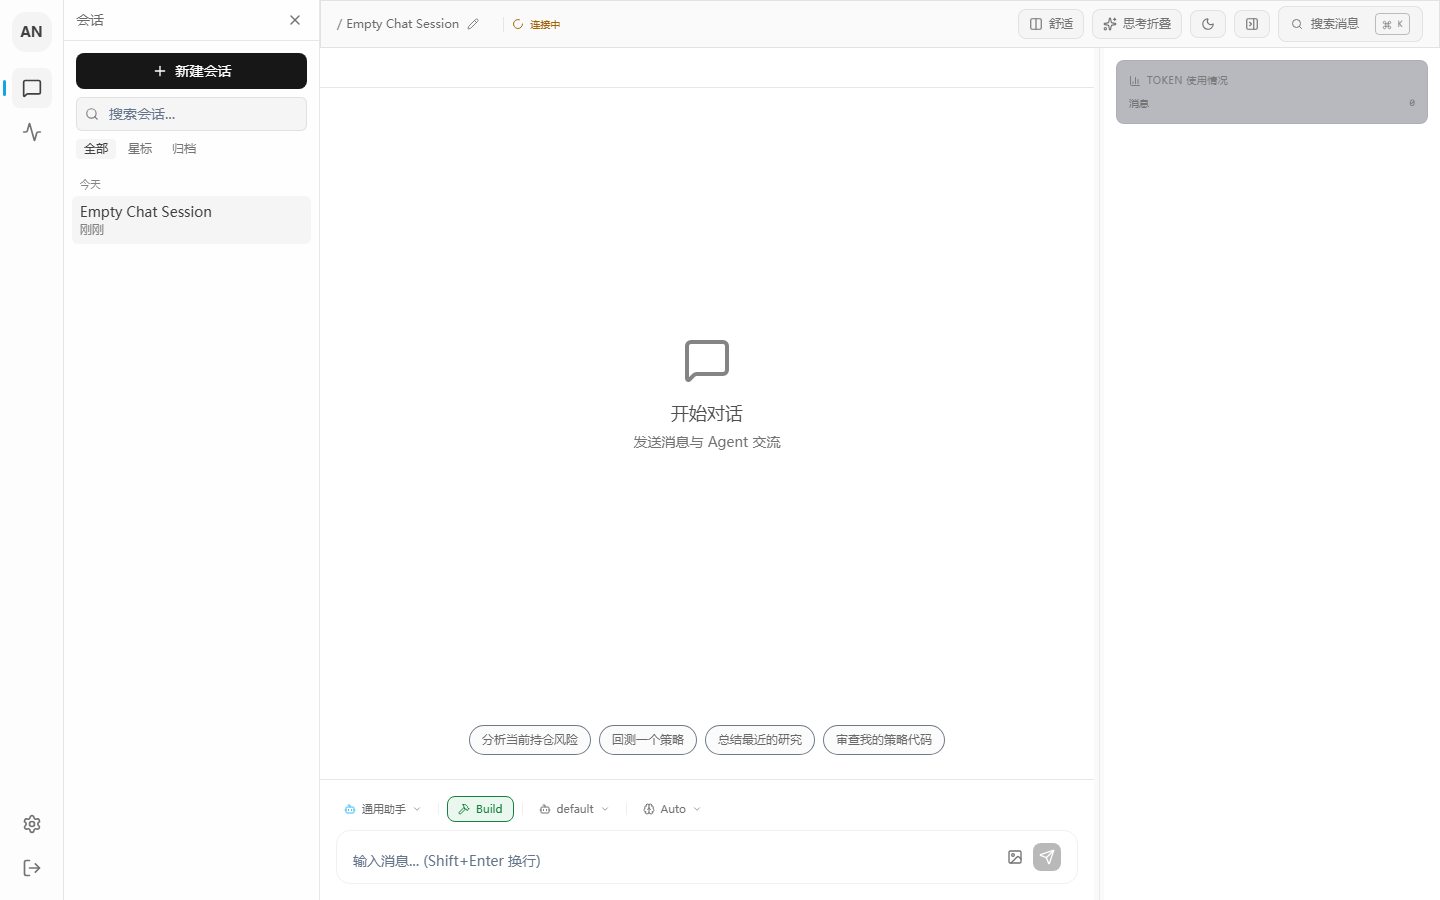 AN
会话
新建会话
搜索会话...
全部 星标 归档
今天
Empty Chat Session
刚刚
/ Empty Chat Session 连接中
舒适 思考折叠 搜索消息 ⌘ K
TOKEN 使用情况
消息 0
开始对话
发送消息与 Agent 交流
分析当前持仓风险 回测一个策略 总结最近的研究 审查我的策略代码
通用助手 Build default Auto
输入消息... (Shift+Enter 换行)